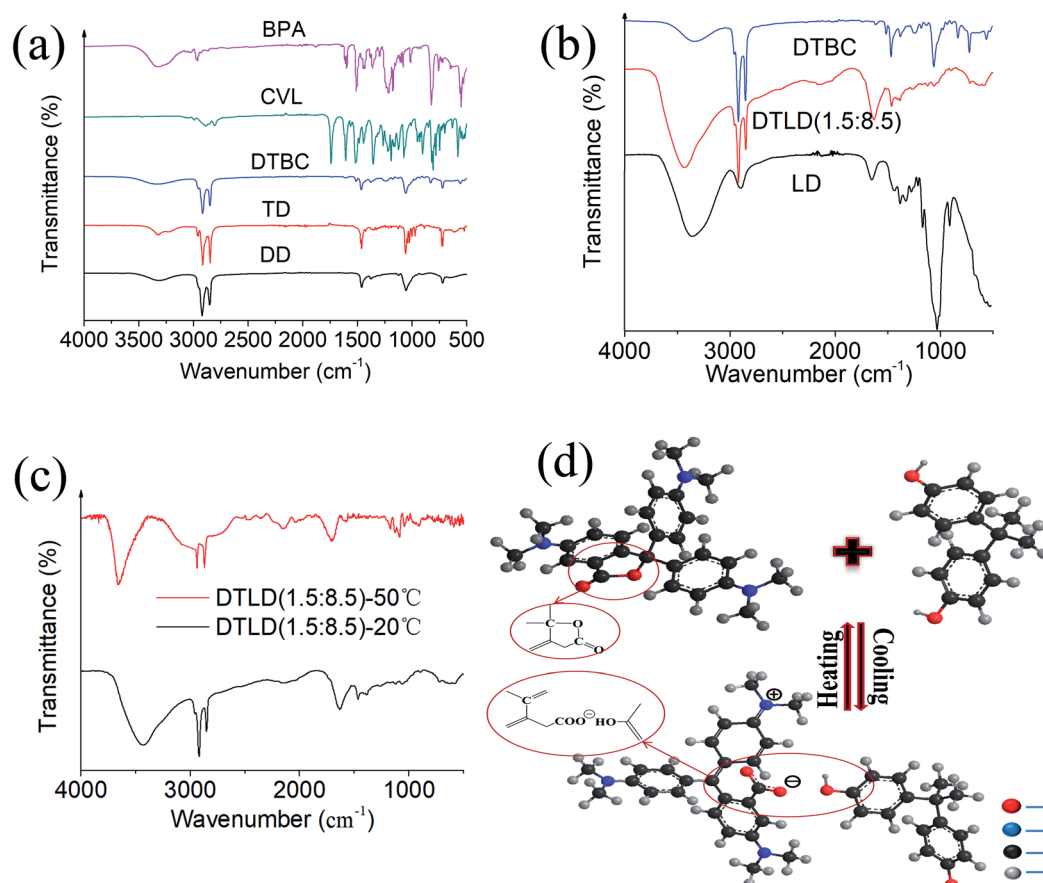 (a)
BPA
CVL
DTBC
TD
DD
Transmittance (%)
4000 3500 3000 2500 2000 1500 1000 500
Wavenumber (cm⁻¹)
(b)
DTBC
DTLD(1.5:8.5)
LD
Transmittance (%)
4000 3000 2000 1000
Wavenumber (cm⁻¹)
(c)
DTLD(1.5:8.5)-50℃
DTLD(1.5:8.5)-20℃
Transmittance (%)
4000 3000 2000 1000
Wavenumber (cm⁻¹)
(d)
O
O
COO⊖ HO
Heating
Cooling
⊕
⊖